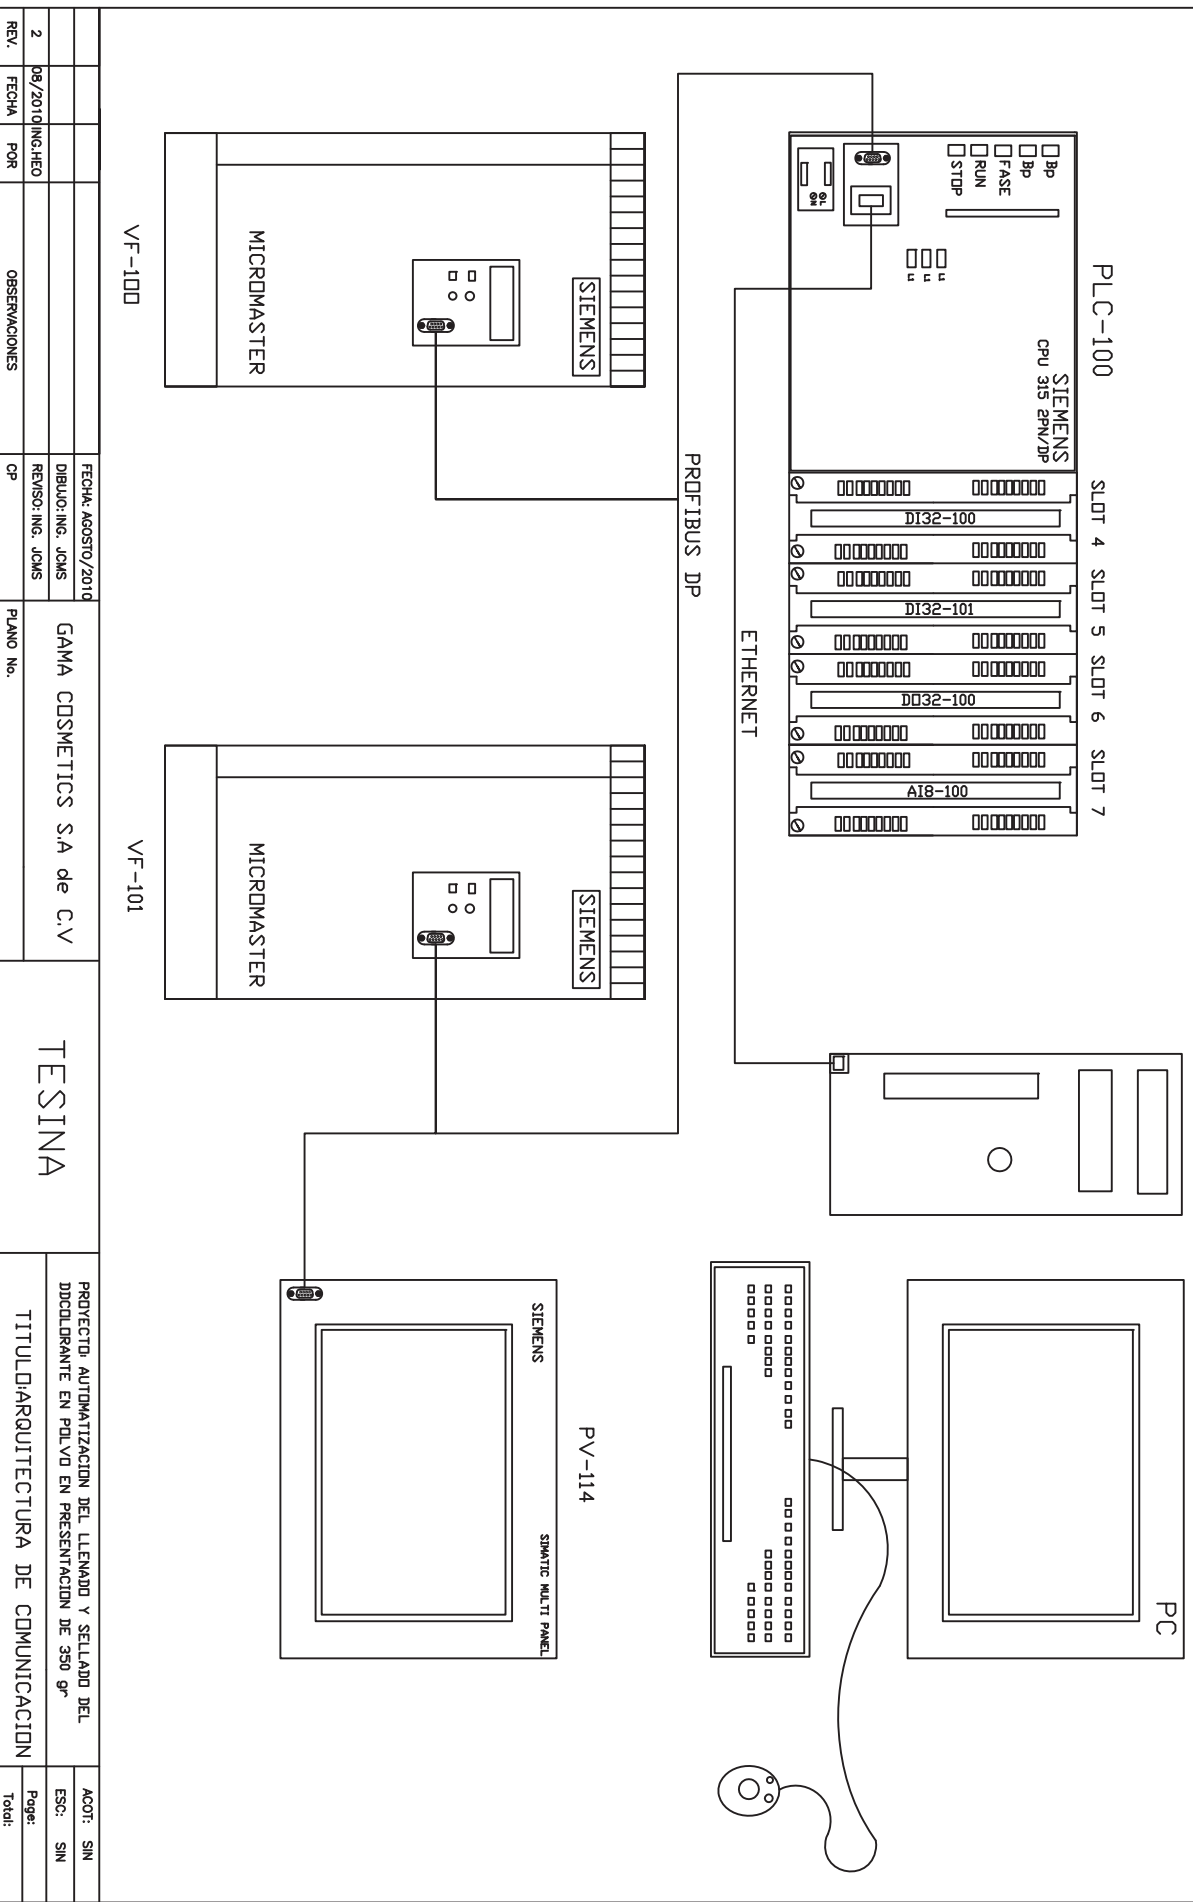 PLC-100
SLOT 4
SLOT 5
SLOT 6
SLOT 7
PC
SIEMENS
CPU 315 2PN/DP
Bp
Bp
FASE
RUN
STOP
L
N
DI32-100
DI32-101
DO32-100
AI8-100
ETHERNET
PROFIBUS DP
SIEMENS
MICROMASTER
VF-100
SIEMENS
MICROMASTER
VF-101
PV-114
SIEMENS
SIMATIC MULTI PANEL
2
08/2010
ING.HEO
REV.
FECHA
POR
OBSERVACIONES
FECHA: AGOSTO/2010
DIBUJO: ING. JCMS
REVISO: ING. JCMS
CP
GAMA COSMETICS S.A de C.V
PLANO No.
TESINA
PROYECTO: AUTOMATIZACION DEL LLENADO Y SELLADO DEL
DDCOLORANTE EN POLVO EN PRESENTACION DE 350 gr
TITULO:ARQUITECTURA DE COMUNICACION
ACOT: SIN
ESC: SIN
Page:
Total: